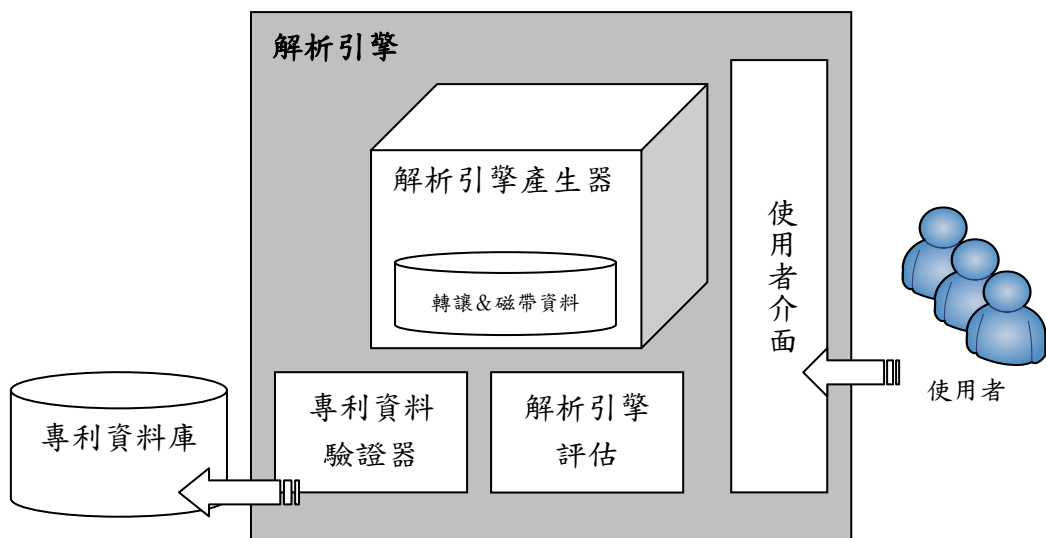 解析引擎
解析引擎產生器
轉讓&磁帶資料
使用者介面
使用者
專利資料庫
專利資料
驗證器
解析引擎
評估